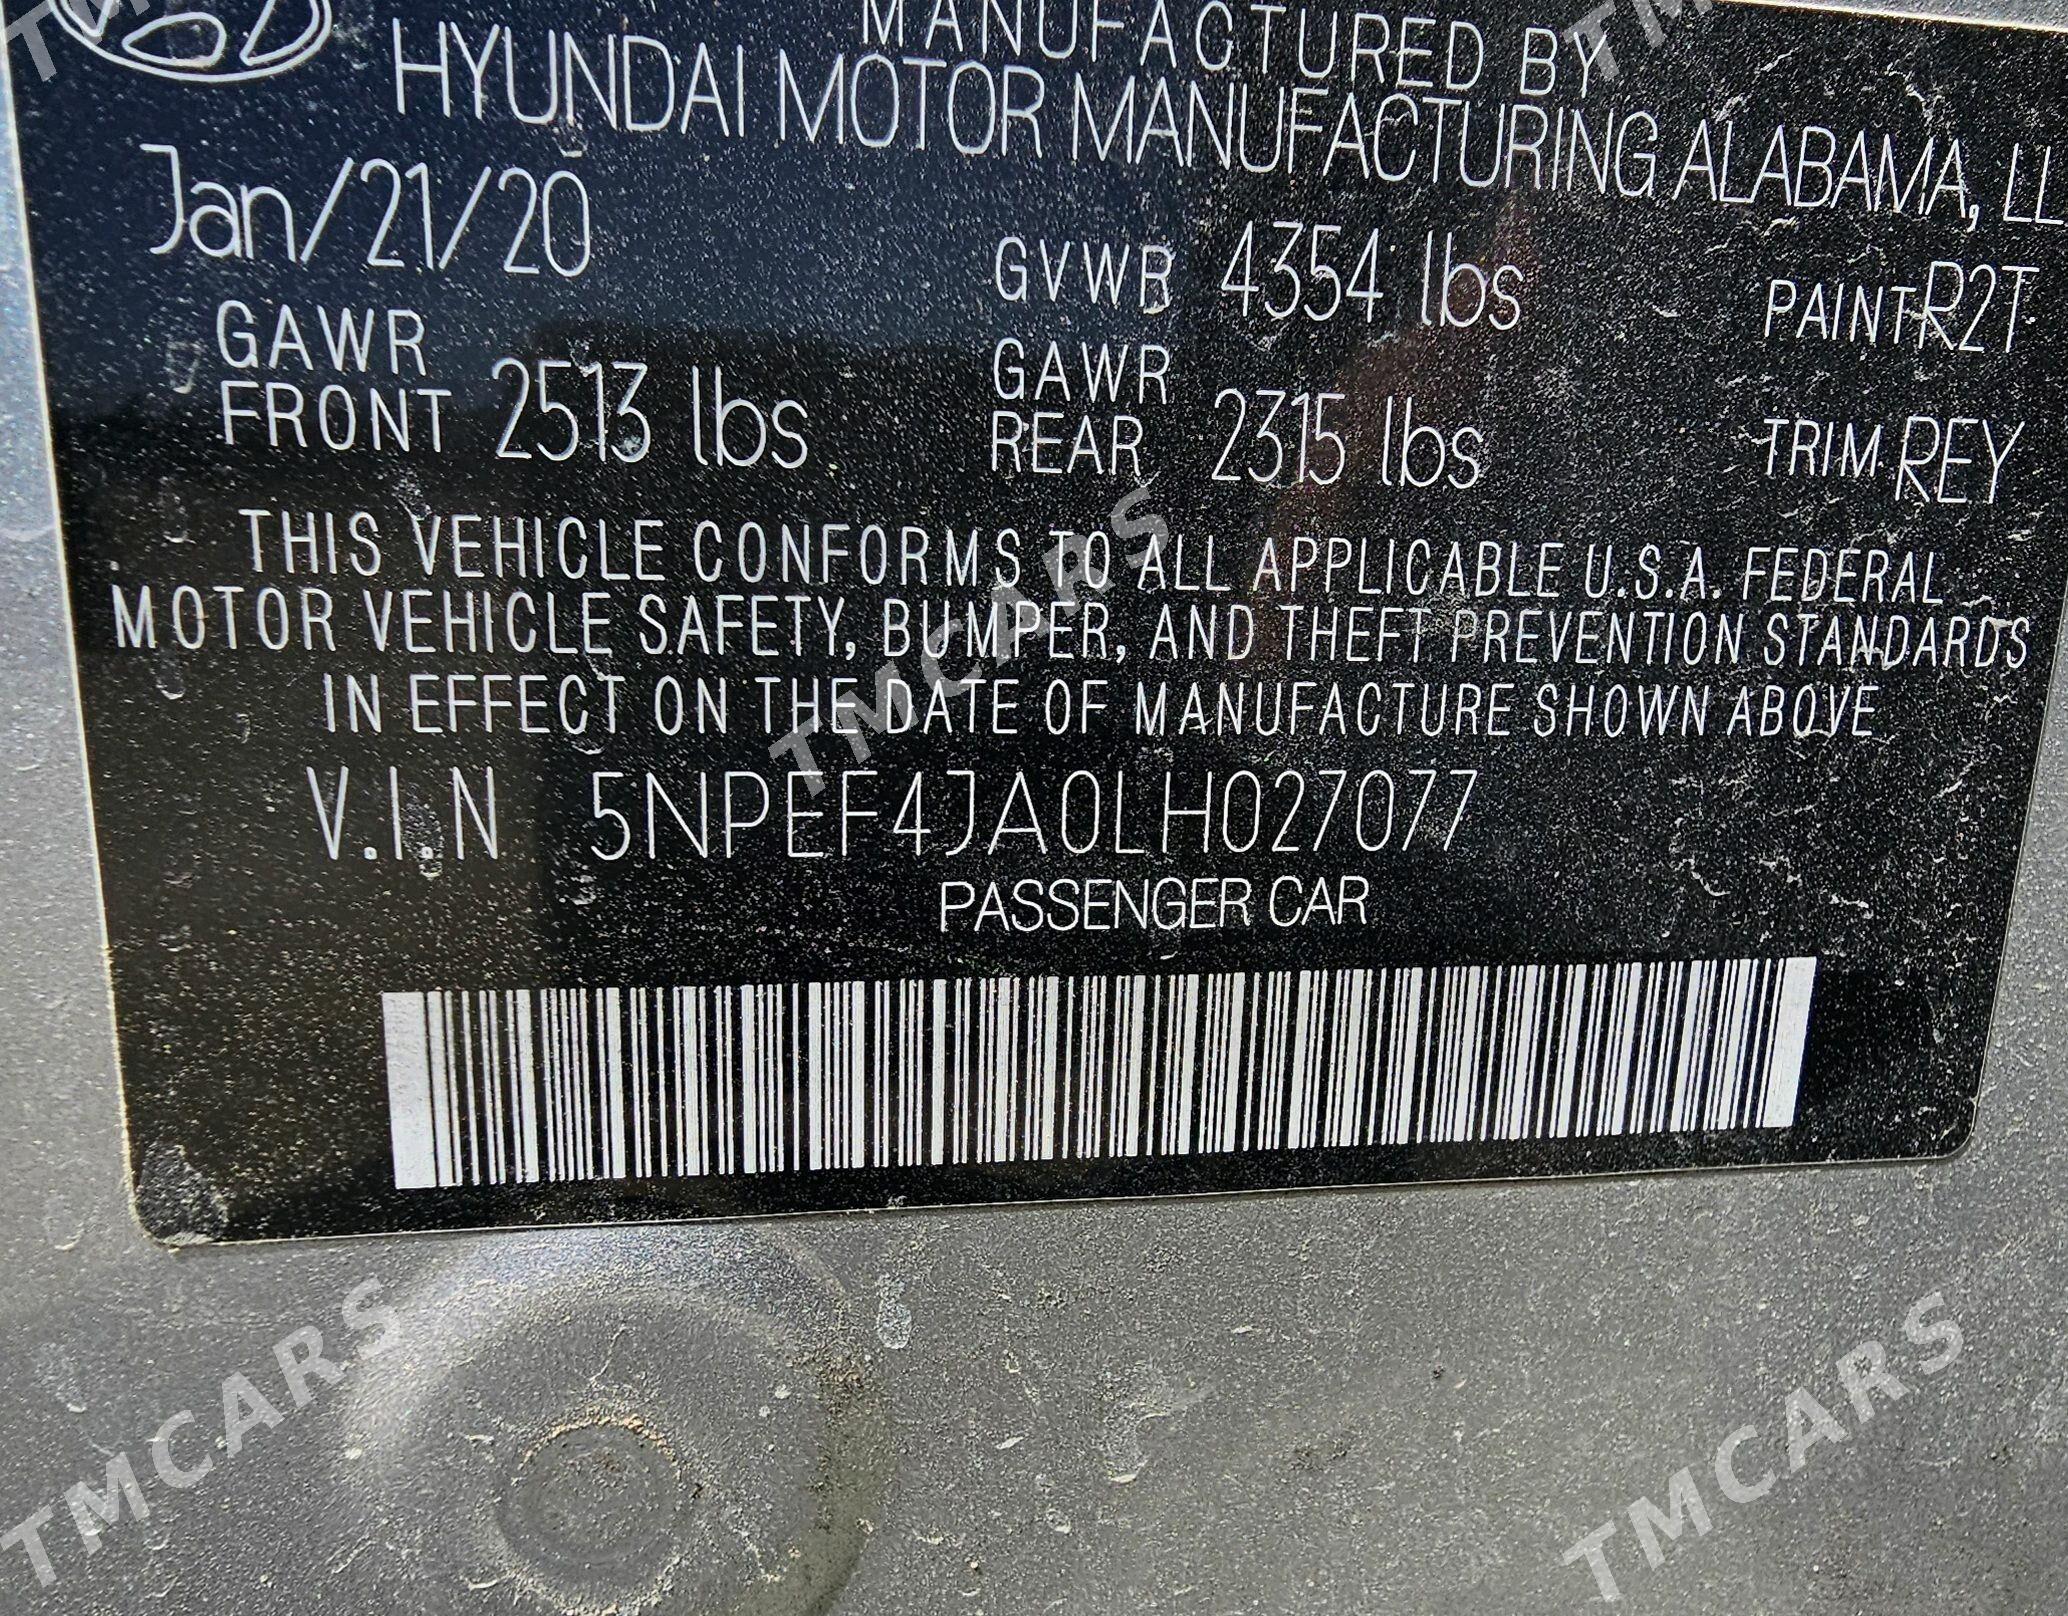 MANUFACTURED BY
HYUNDAI MOTOR MANUFACTURING ALABAMA, LL
Jan/21/20
GVWR 4354 lbs PAINT R2T
GAWR FRONT 2513 lbs GAWR REAR 2315 lbs TRIM REY
THIS VEHICLE CONFORMS TO ALL APPLICABLE U.S.A. FEDERAL
MOTOR VEHICLE SAFETY, BUMPER, AND THEFT PREVENTION STANDARDS
IN EFFECT ON THE DATE OF MANUFACTURE SHOWN ABOVE
V.I.N 5NPEF4JA0LH027077
PASSENGER CAR
TMCARS
TMCARS
TMCARS